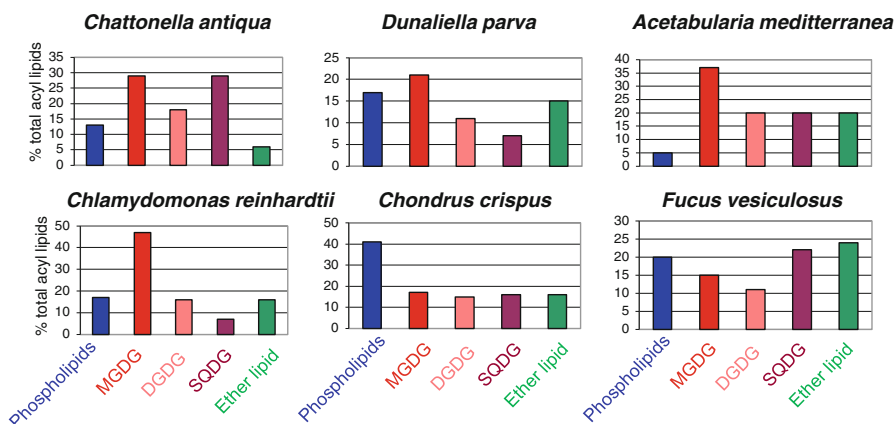 Chattonella antiqua
Dunaliella parva
Acetabularia meditterranea
% total acyl lipids
35
30
25
20
15
10
5
0
25
20
15
10
5
0
40
35
30
25
20
15
10
5
0
Chlamydomonas reinhardtii
Chondrus crispus
Fucus vesiculosus
% total acyl lipids
50
40
30
20
10
0
50
40
30
20
10
0
30
25
20
15
10
5
0
Phospholipids
MGDG
DGDG
SQDG
Ether lipid
Phospholipids
MGDG
DGDG
SQDG
Ether lipid
Phospholipids
MGDG
DGDG
SQDG
Ether lipid